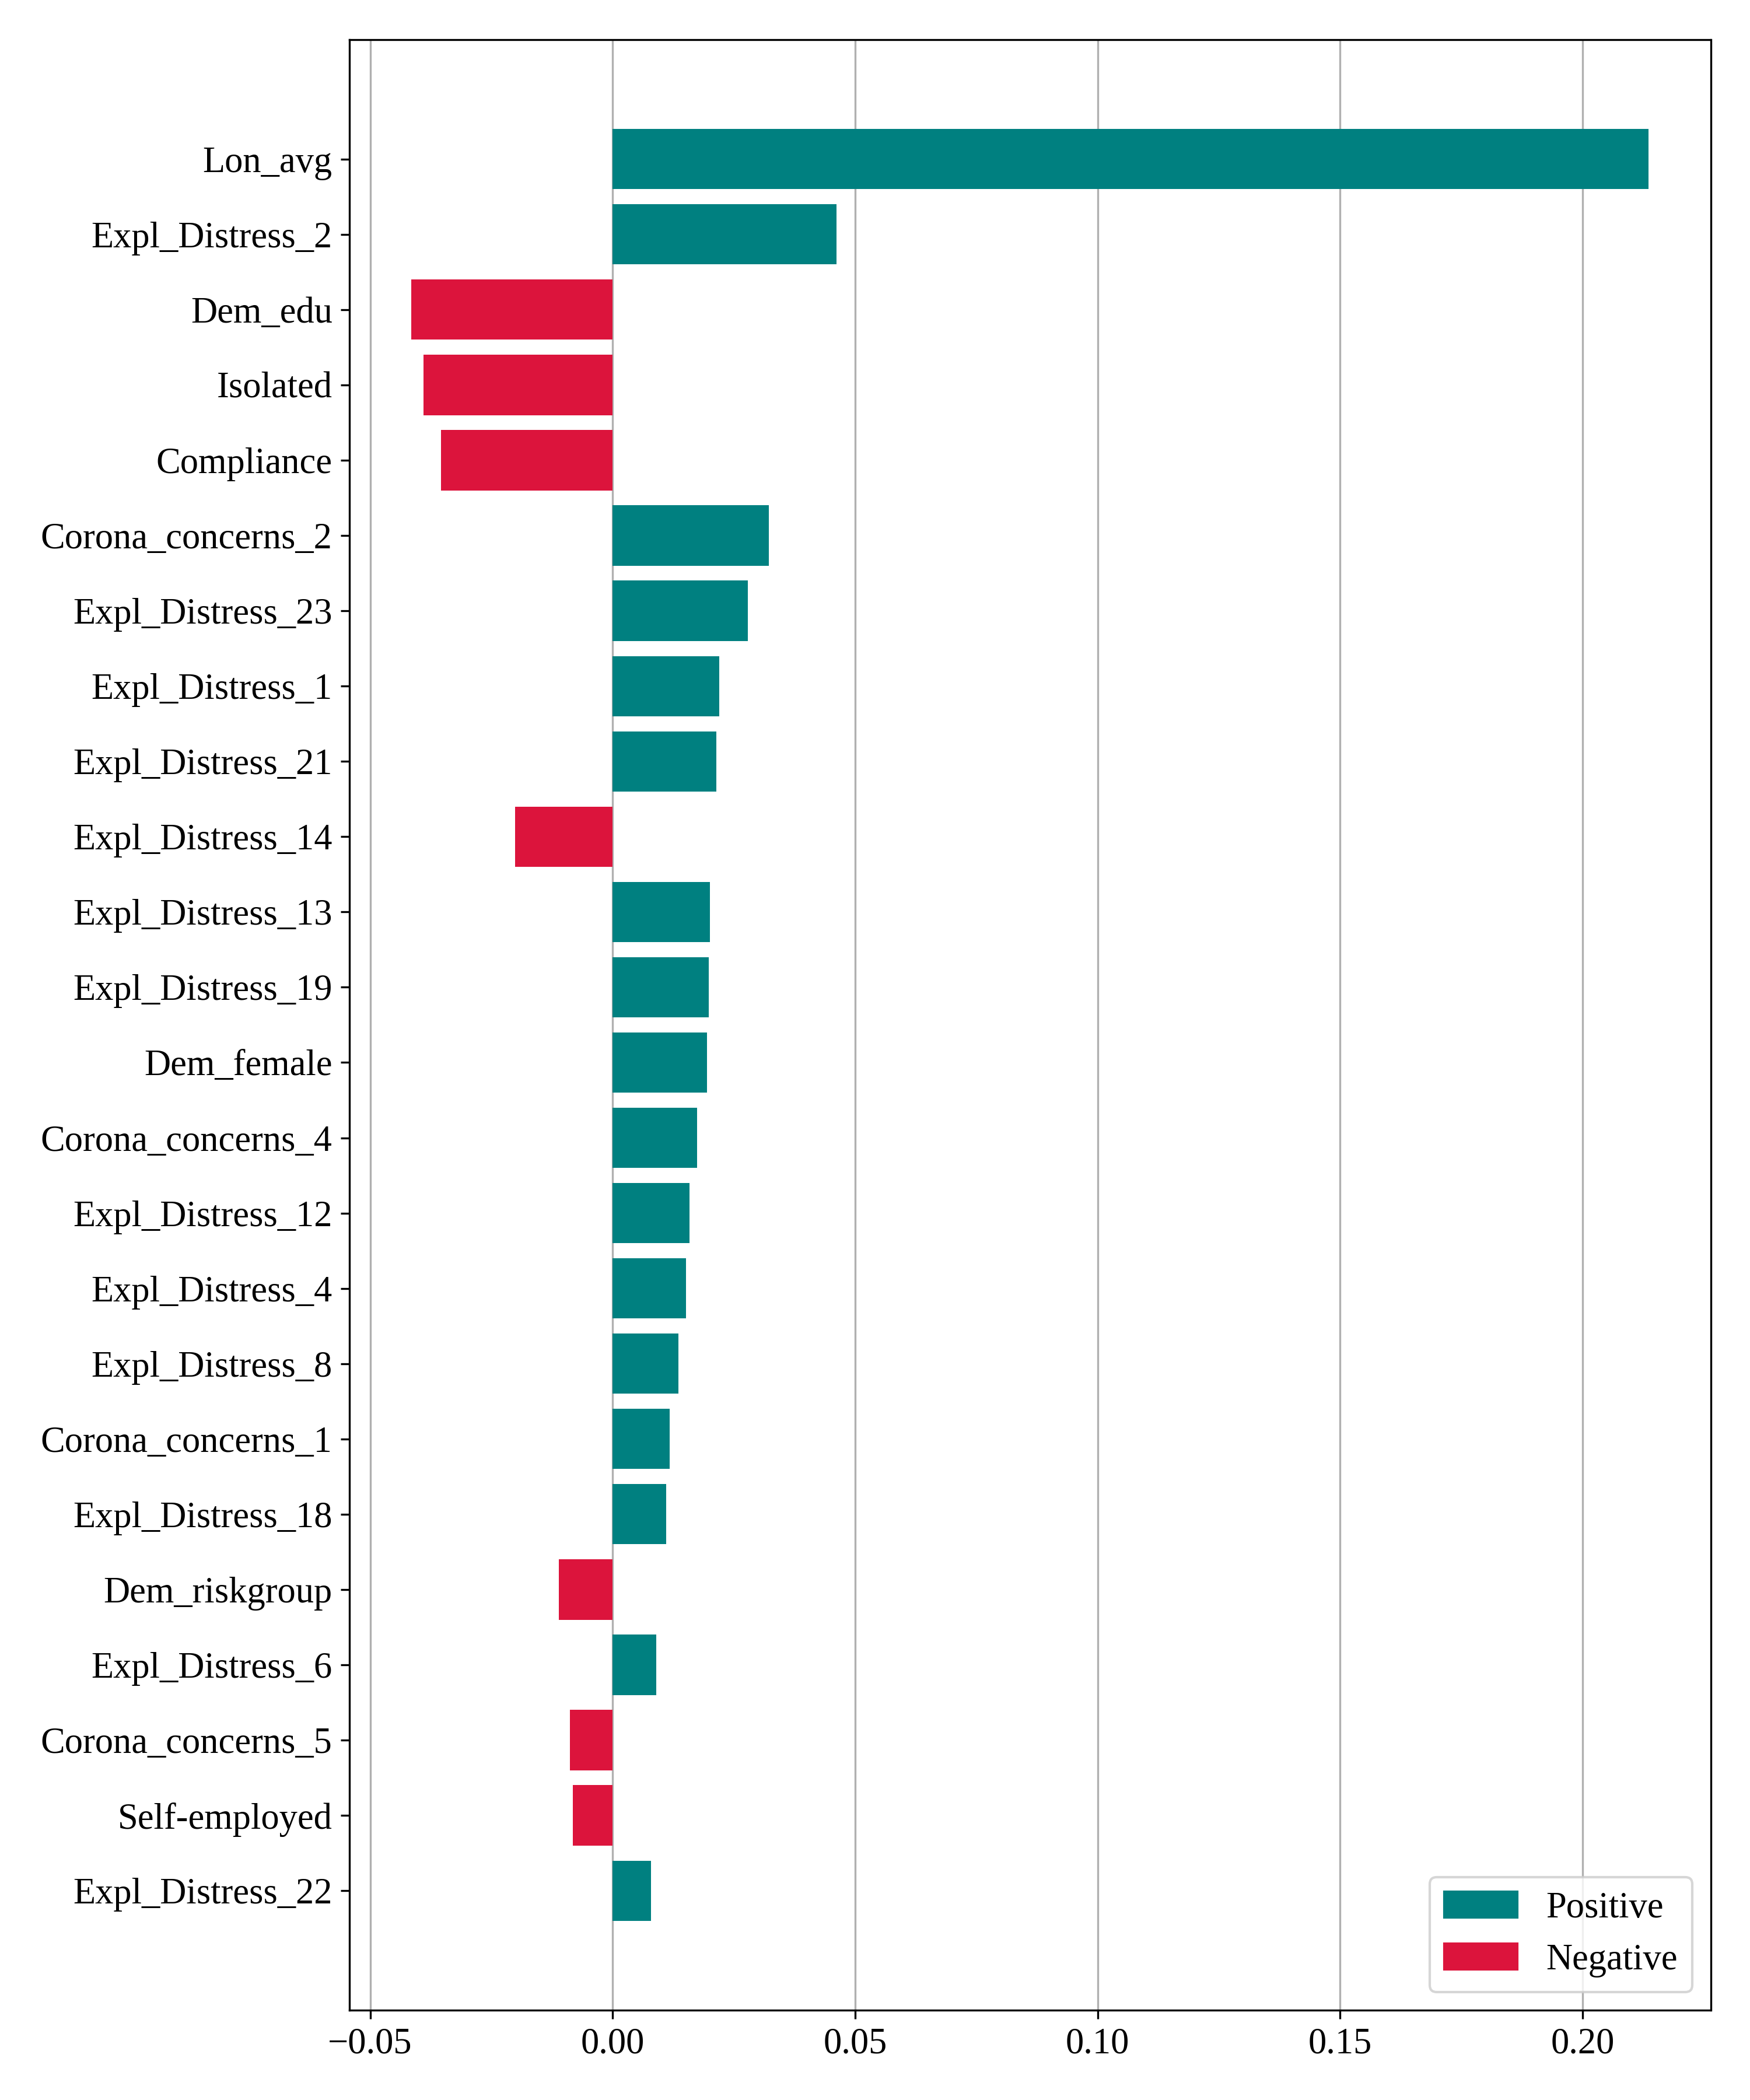 Lon_avg
Expl_Distress_2
Dem_edu
Isolated
Compliance
Corona_concerns_2
Expl_Distress_23
Expl_Distress_1
Expl_Distress_21
Expl_Distress_14
Expl_Distress_13
Expl_Distress_19
Dem_female
Corona_concerns_4
Expl_Distress_12
Expl_Distress_4
Expl_Distress_8
Corona_concerns_1
Expl_Distress_18
Dem_riskgroup
Expl_Distress_6
Corona_concerns_5
Self-employed
Expl_Distress_22
Positive
Negative
−0.05 0.00 0.05 0.10 0.15 0.20